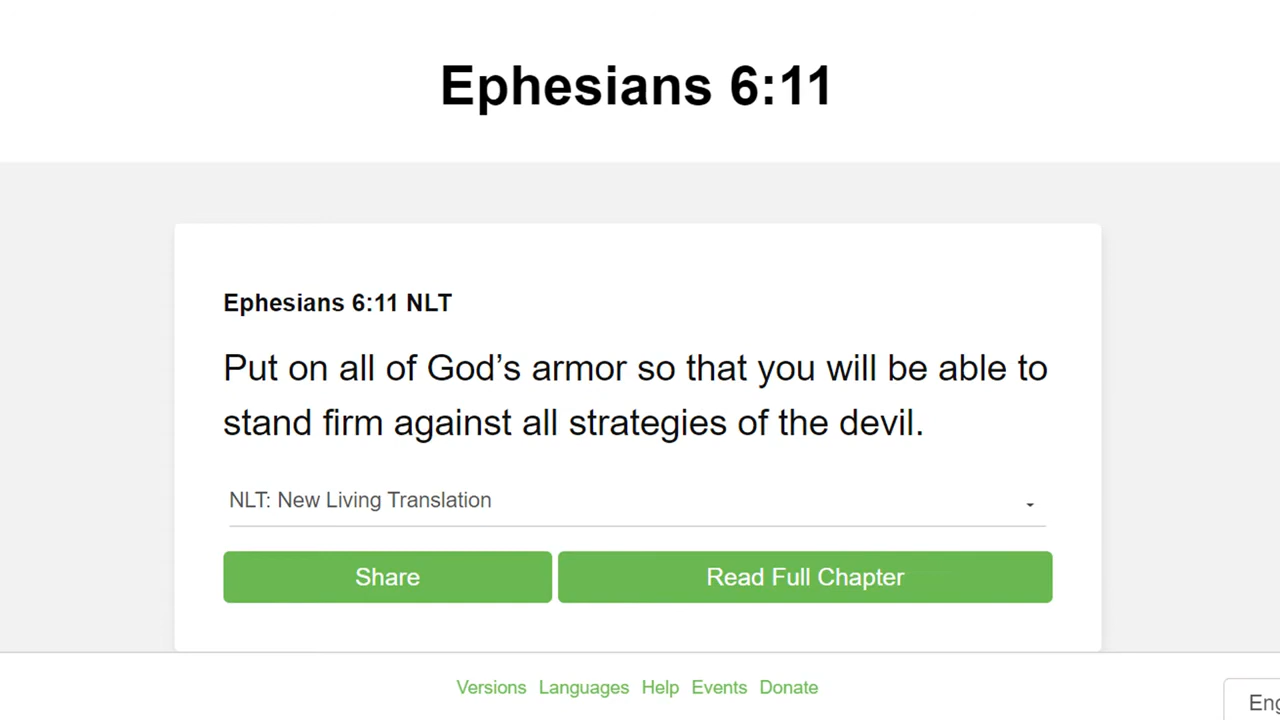 Ephesians 6:11
Ephesians 6:11 NLT
Put on all of God’s armor so that you will be able to
stand firm against all strategies of the devil.
NLT: New Living Translation
Share Read Full Chapter
Versions Languages Help Events Donate